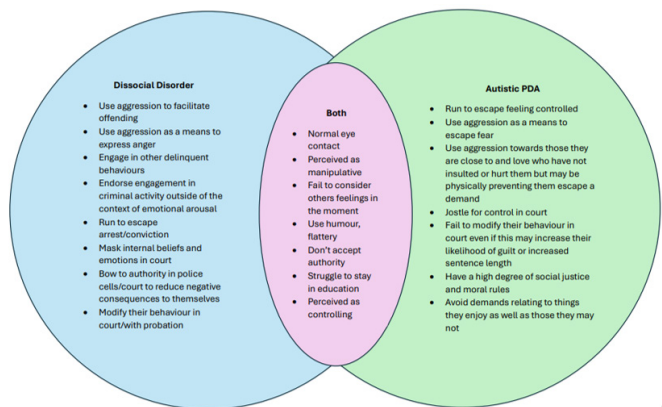 Dissocial Disorder
• Use aggression to facilitate
offending
• Use aggression as a means to
express anger
• Engage in other delinquent
behaviours
• Endorse engagement in
criminal activity outside of the
context of emotional arousal
• Run to escape
arrest/conviction
• Mask internal beliefs and
emotions in court
• Bow to authority in police
cells/court to reduce negative
consequences to themselves
• Modify their behaviour in
court/with probation
Both
• Normal eye
contact
• Perceived as
manipulative
• Fail to consider
others feelings in
the moment
• Use humour,
flattery
• Don't accept
authority
• Struggle to stay
in education
• Perceived as
controlling
Autistic PDA
• Run to escape feeling controlled
• Use aggression as a means to
escape fear
• Use aggression towards those they
are close to and love who have not
insulted or hurt them but may be
physically preventing them escape a
demand
• Jostle for control in court
• Fail to modify their behaviour in
court even if this may increase their
likelihood of guilt or increased
sentence length
• Have a high degree of social justice
and moral rules
• Avoid demands relating to things
they enjoy as well as those they may
not